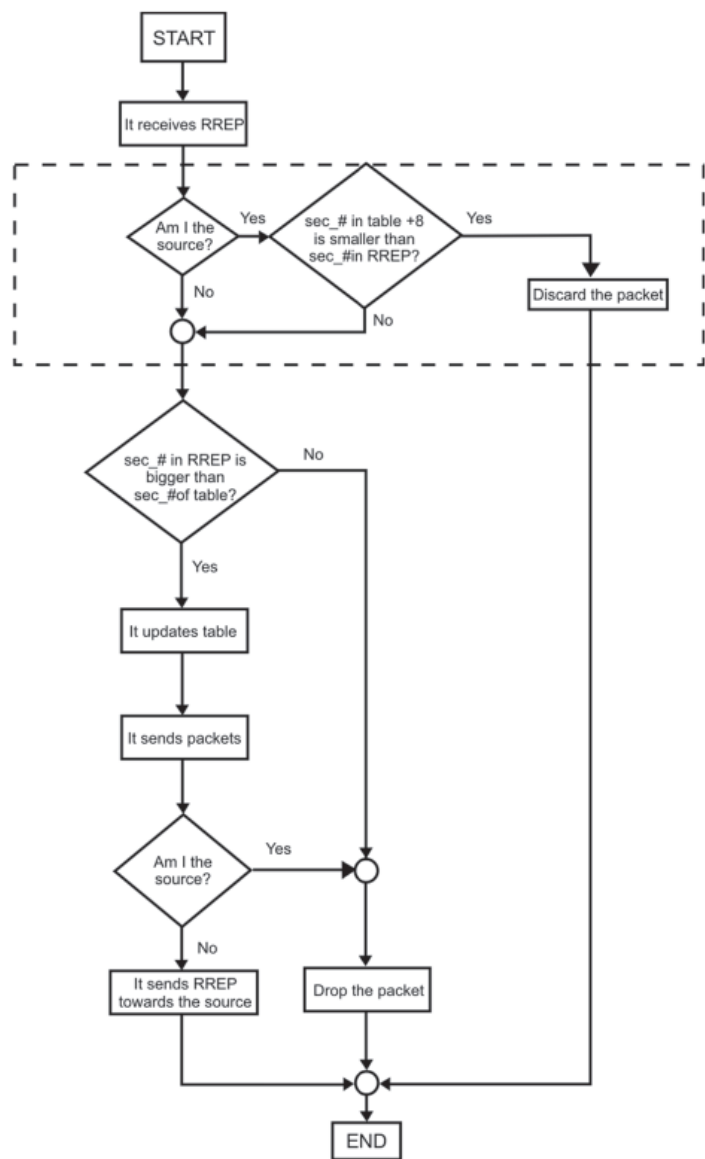 START
It receives RREP
Am I the
source?
Yes
sec_# in table +8
is smaller than
sec_#in RREP?
Yes
Discard the packet
No
No
sec_# in RREP is
bigger than
sec_#of table?
No
Yes
It updates table
It sends packets
Am I the
source?
Yes
No
It sends RREP
towards the source
Drop the packet
END